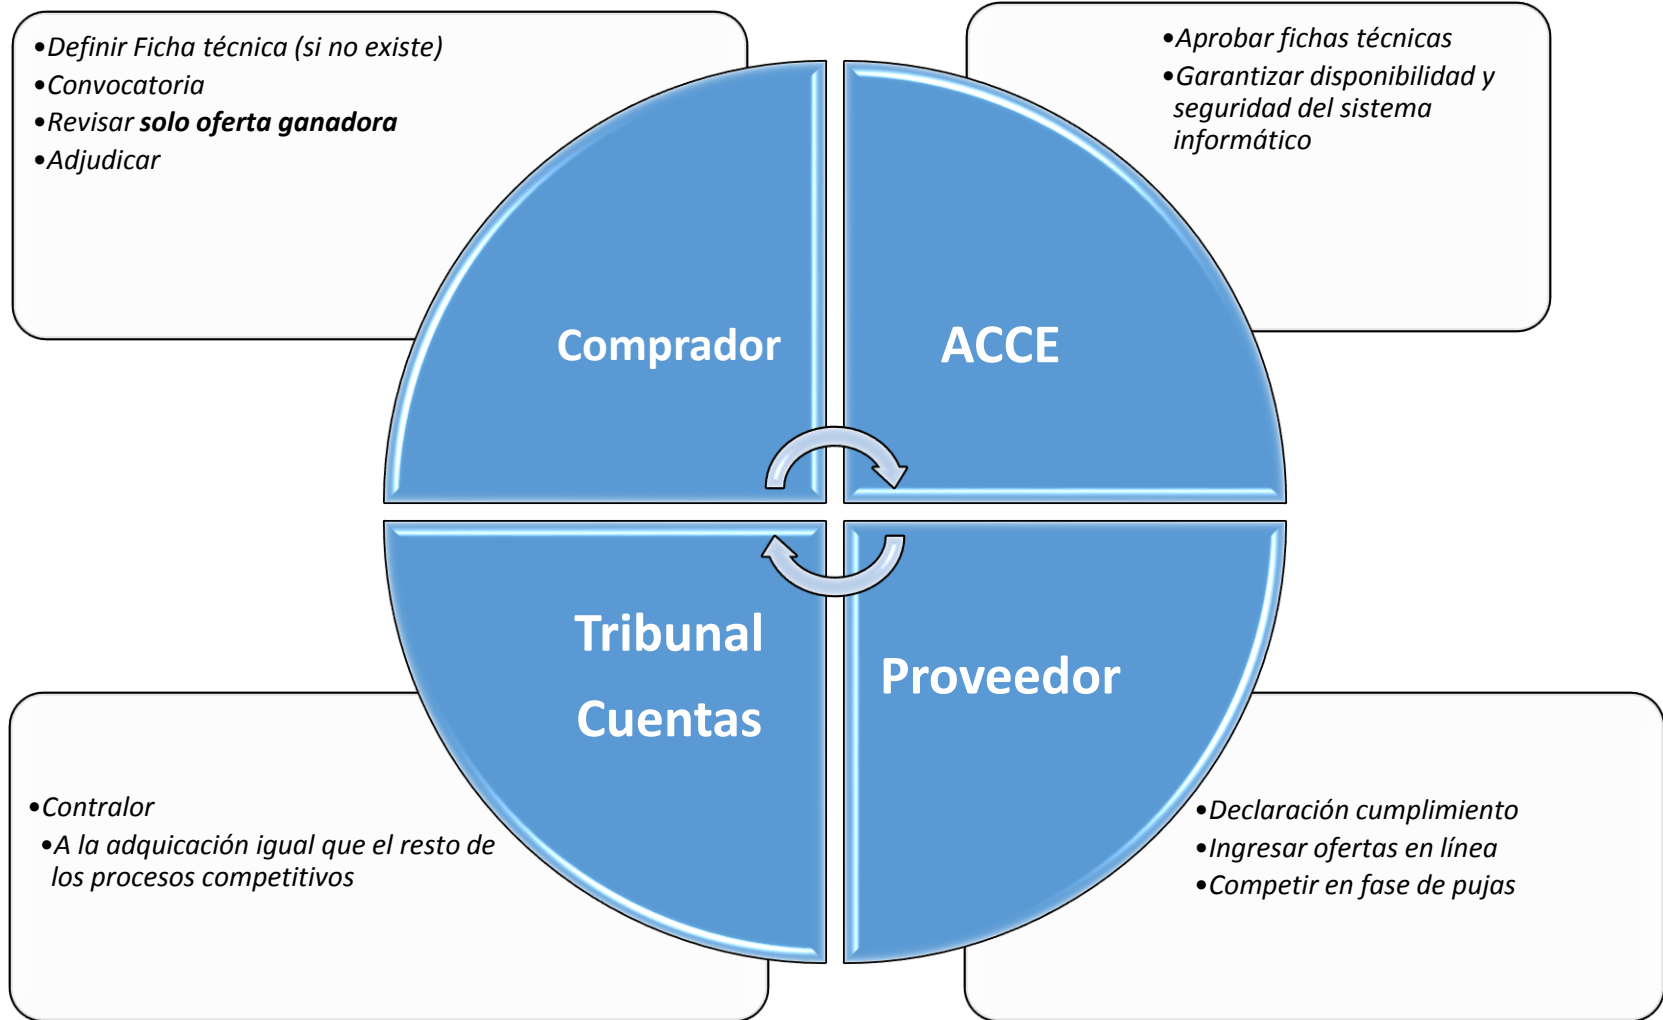 •Definir Ficha técnica (si no existe)
•Convocatoria
•Revisar solo oferta ganadora
•Adjudicar
•Aprobar fichas técnicas
•Garantizar disponibilidad y
seguridad del sistema
informático
Comprador
ACCE
Tribunal
Cuentas
Proveedor
•Contralor
•A la adquicación igual que el resto de
los procesos competitivos
•Declaración cumplimiento
•Ingresar ofertas en línea
•Competir en fase de pujas